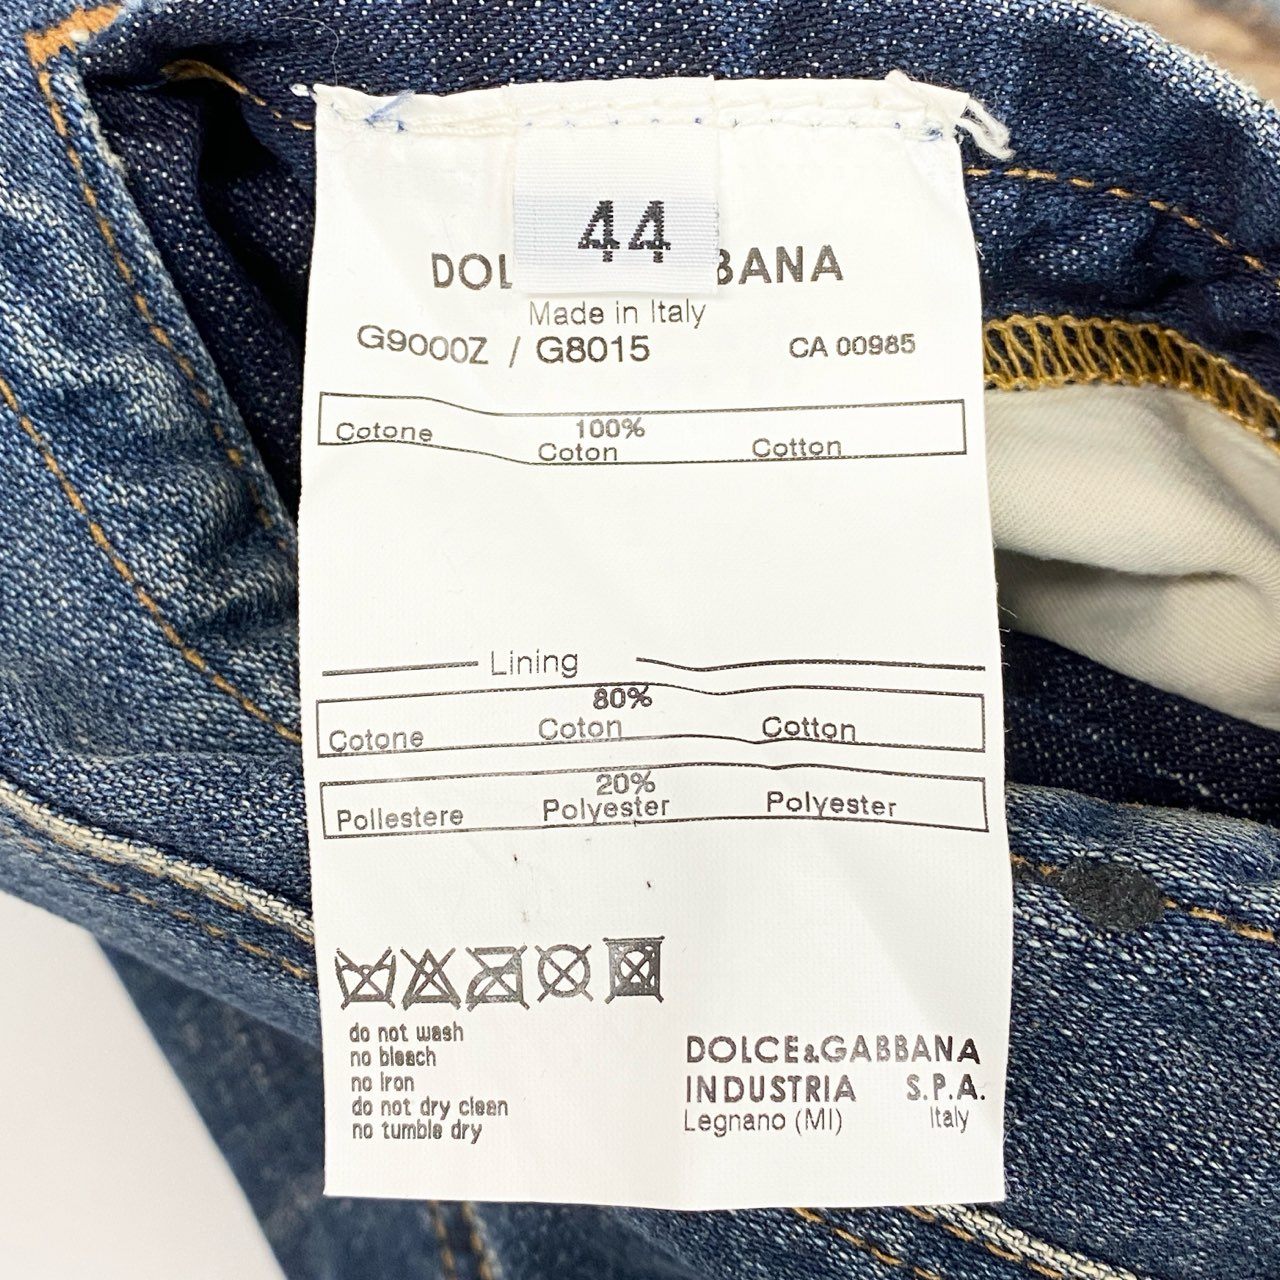 44
DOL BANA
Made in Italy
G9000Z / G8015 CA 00985
100%
Cotone Coton Cotton
Lining
80%
Cotone Coton Cotton
20%
Poliestere Polyester Polyester
do not wash
no bleach
no iron
do not dry clean
no tumble dry
DOLCE&GABBANA
INDUSTRIA S.P.A.
Legnano (MI) Italy